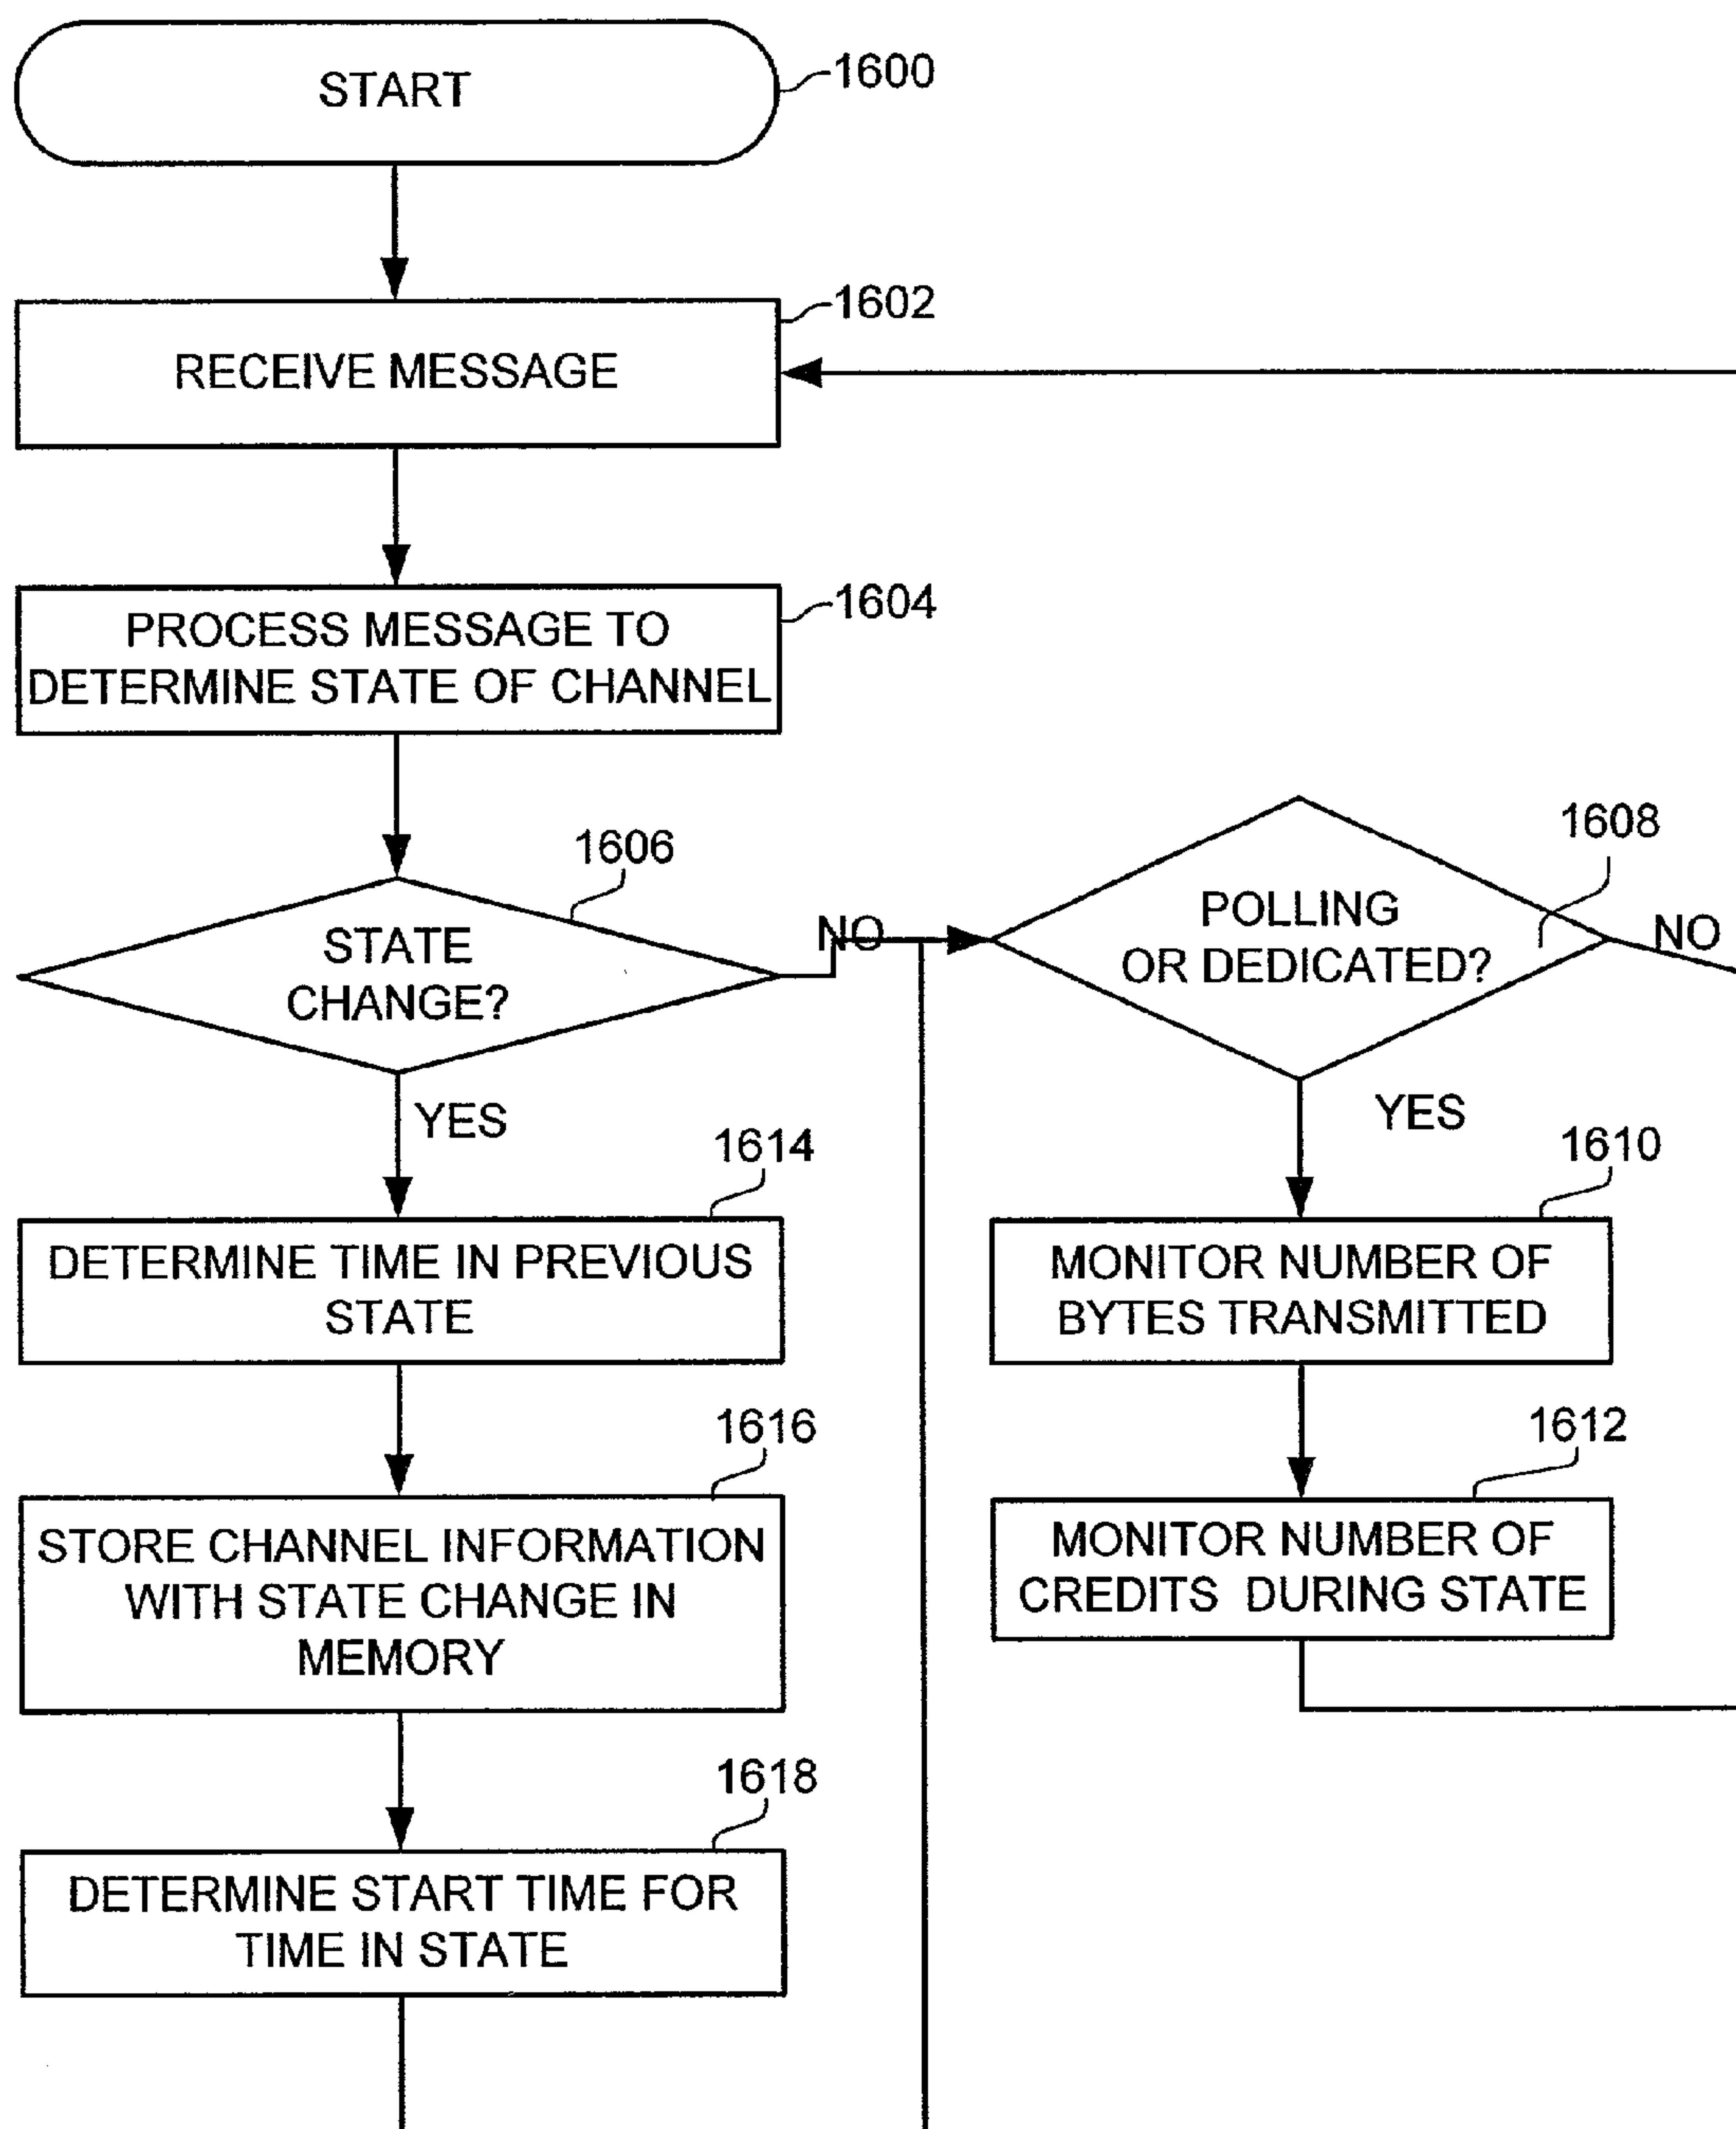 START
1600
1602
RECEIVE MESSAGE
1604
PROCESS MESSAGE TO
DETERMINE STATE OF CHANNEL
1606
STATE
CHANGE?
NO
1608
POLLING
OR DEDICATED?
NO
YES
YES
1614
DETERMINE TIME IN PREVIOUS
STATE
1610
MONITOR NUMBER OF
BYTES TRANSMITTED
1616
STORE CHANNEL INFORMATION
WITH STATE CHANGE IN
MEMORY
1612
MONITOR NUMBER OF
CREDITS DURING STATE
1618
DETERMINE START TIME FOR
TIME IN STATE